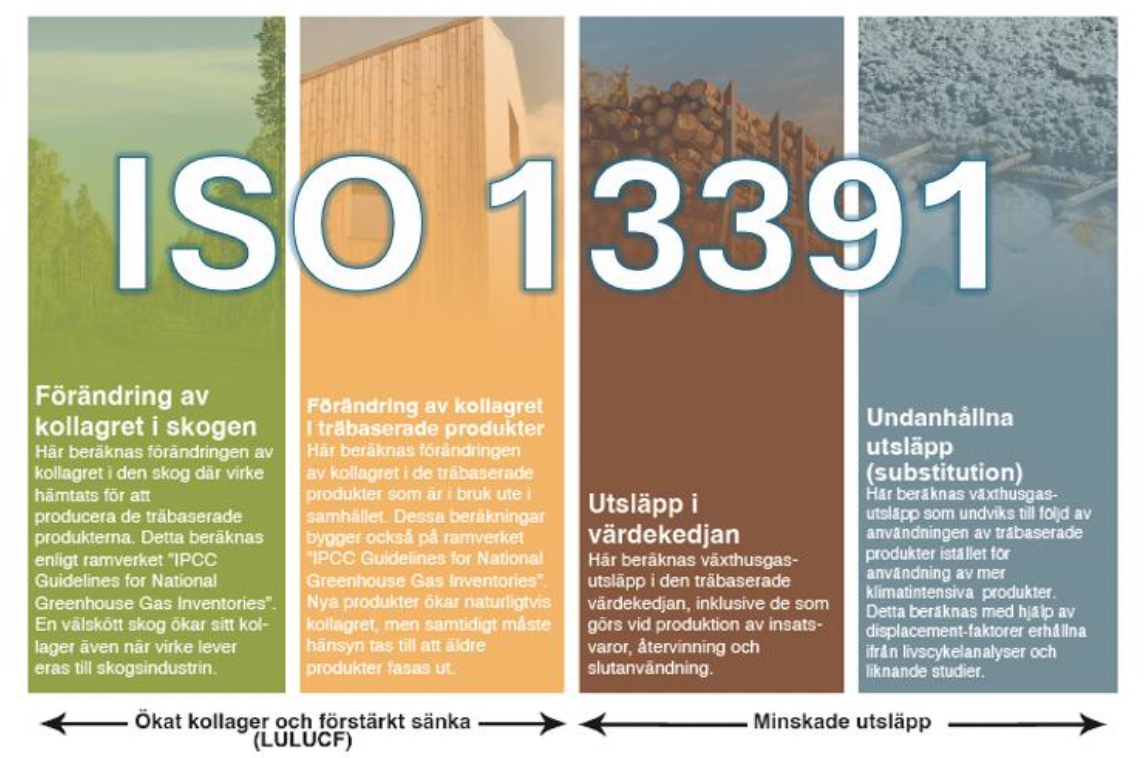 ISO 13391
Förändring av
kollagret i skogen
Här beräknas förändringen av
kollagret i den skog där virke
hämtats för att
producera de träbaserade
produkterna. Detta beräknas
enligt ramverket "IPCC
Guidelines for National
Greenhouse Gas Inventories".
En välskött skog ökar sitt kol-
lager även när virke lever
eras till skogsindustrin.
Förändring av kollagret
i träbaserade produkter
Här beräknas förändringen
av kollagret i de träbaserade
produkter som är i bruk ute i
samhället. Dessa beräkningar
bygger också på ramverket
"IPCC Guidelines for National
Greenhouse Gas Inventories".
Nya produkter ökar naturligtvis
kollagret, men samtidigt måste
hänsyn tas till att äldre
produkter fasas ut.
Utsläpp i
värdekedjan
Här beräknas växthusgas-
utsläpp i den träbaserade
värdekedjan, inklusive de som
görs vid produktion av insats-
varor, återvinning och
slutanvändning.
Undanhållna
utsläpp
(substitution)
Här beräknas växthusgas-
utsläpp som undviks till följd av
användningen av träbaserade
produkter istället för
användning av mer
klimatintensiva produkter.
Detta beräknas med hjälp av
displacement-faktorer erhållna
ifrån livscykelanalyser och
liknande studier.
Ökat kollager och förstärkt sänka
(LULUCF)
Minskade utsläpp